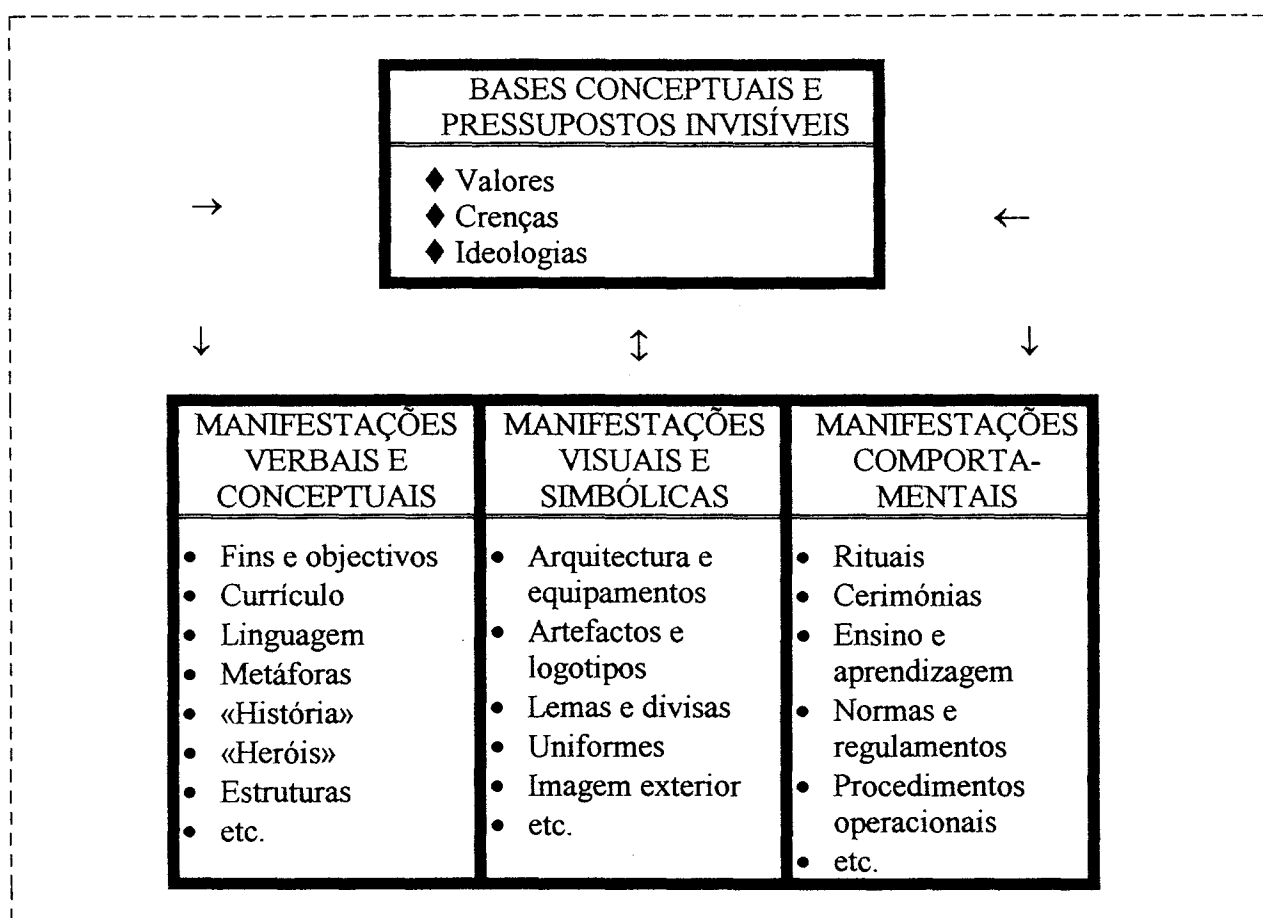 BASES CONCEPTUAIS E
PRESSUPOSTOS INVISÍVEIS
♦ Valores
♦ Crenças
♦ Ideologias
→
←
↓
↕
↓
MANIFESTAÇÕES
VERBAIS E
CONCEPTUAIS
• Fins e objectivos
• Currículo
• Linguagem
• Metáforas
• «História»
• «Heróis»
• Estruturas
• etc.
MANIFESTAÇÕES
VISUAIS E
SIMBÓLICAS
• Arquitectura e
equipamentos
• Artefactos e
logotipos
• Lemas e divisas
• Uniformes
• Imagem exterior
• etc.
MANIFESTAÇÕES
COMPORTA-
MENTAIS
• Rituais
• Cerimónias
• Ensino e
aprendizagem
• Normas e
regulamentos
• Procedimentos
operacionais
• etc.